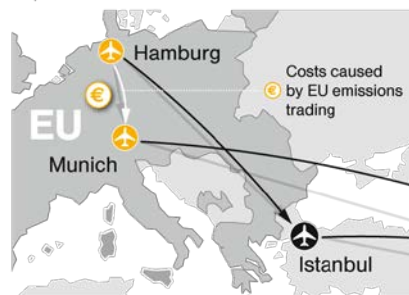 Hamburg
€
€ Costs caused
by EU emissions
trading
EU
Munich
Istanbul